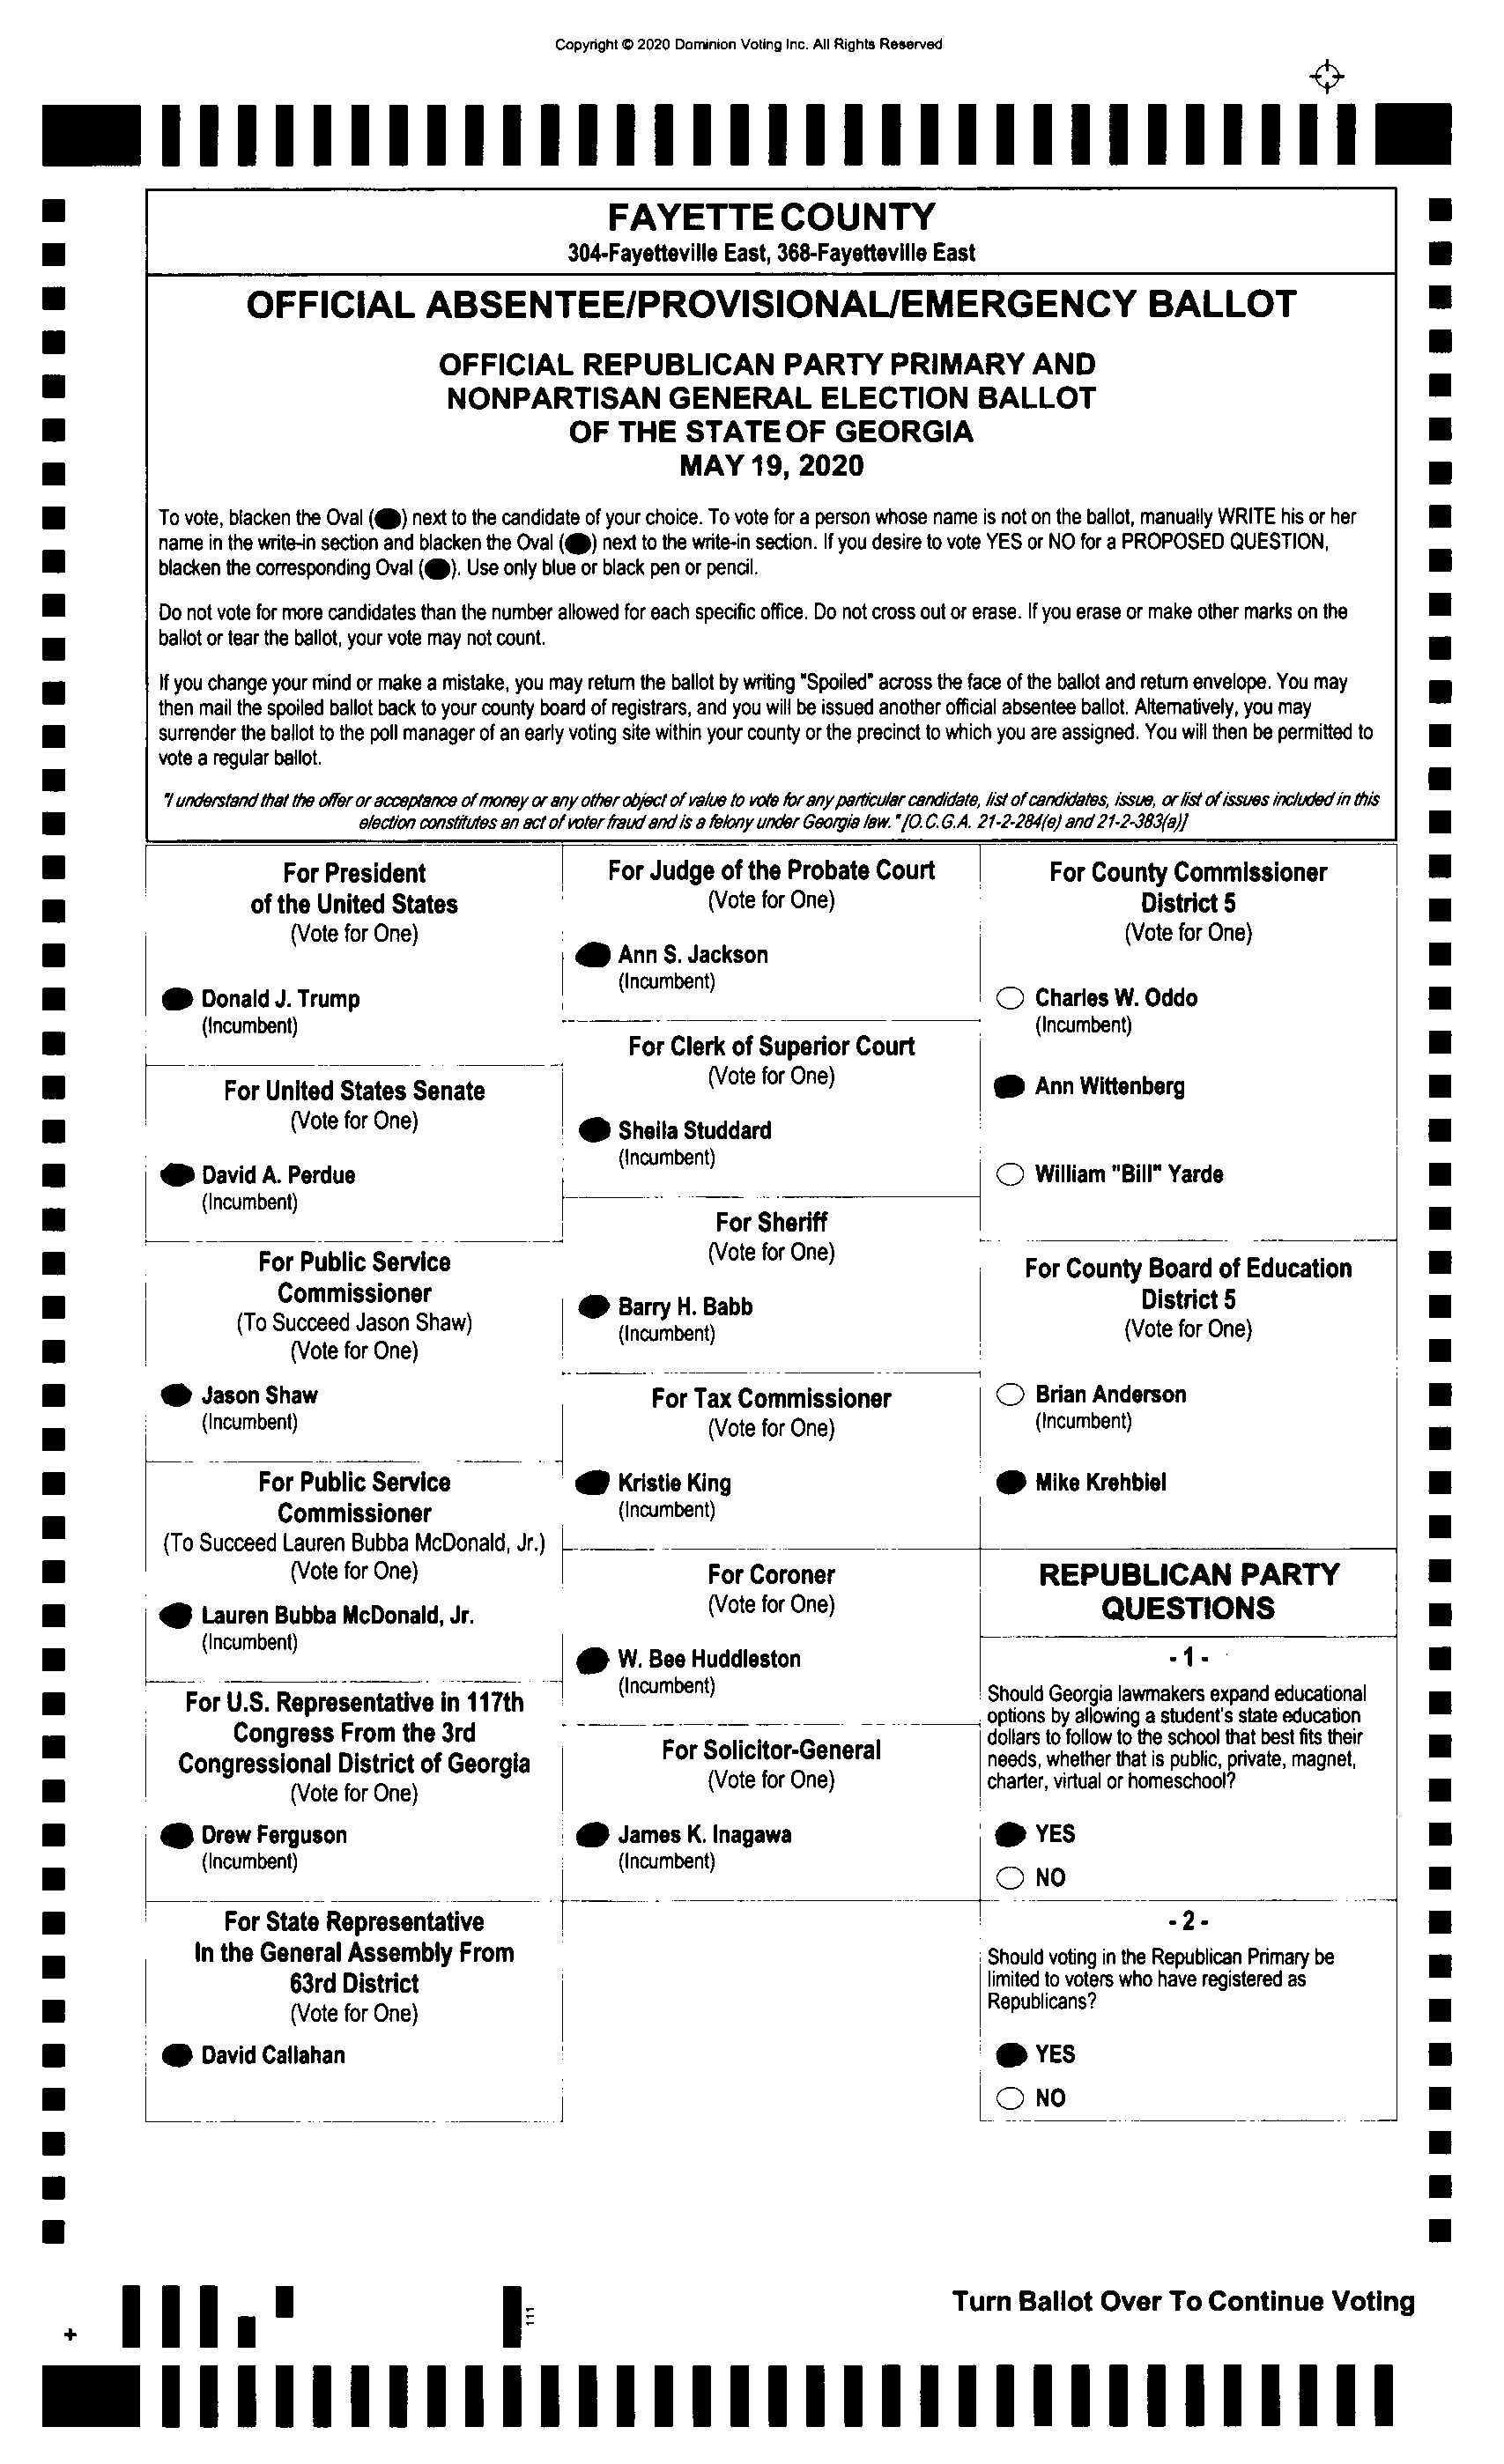 Copyright © 2020 Dominion Voting Inc. All Rights Reserved
FAYETTE COUNTY
304-Fayetteville East, 368-Fayetteville East
OFFICIAL ABSENTEE/PROVISIONAL/EMERGENCY BALLOT
OFFICIAL REPUBLICAN PARTY PRIMARY AND
NONPARTISAN GENERAL ELECTION BALLOT
OF THE STATE OF GEORGIA
MAY 19, 2020
To vote, blacken the Oval () next to the candidate of your choice. To vote for a person whose name is not on the ballot, manually WRITE his or her
name in the write-in section and blacken the Oval () next to the write-in section. If you desire to vote YES or NO for a PROPOSED QUESTION,
blacken the corresponding Oval (). Use only blue or black pen or pencil.
Do not vote for more candidates than the number allowed for each specific office. Do not cross out or erase. If you erase or make other marks on the
ballot or tear the ballot, your vote may not count.
If you change your mind or make a mistake, you may return the ballot by writing "Spoiled" across the face of the ballot and return envelope. You may
then mail the spoiled ballot back to your county board of registrars, and you will be issued another official absentee ballot. Alternatively, you may
surrender the ballot to the poll manager of an early voting site within your county or the precinct to which you are assigned. You will then be permitted to
vote a regular ballot.
"I understand that the offer or acceptance of money or any other object of value to vote for any particular candidate, list of candidates, issue, or list of issues included in this
election constitutes an act of voter fraud and is a felony under Georgia law." [O.C.G.A. 21-2-284(e) and 21-2-383(a)]
For President
of the United States
(Vote for One)
Donald J. Trump
(Incumbent)
For United States Senate
(Vote for One)
David A. Perdue
(Incumbent)
For Public Service
Commissioner
(To Succeed Jason Shaw)
(Vote for One)
Jason Shaw
(Incumbent)
For Public Service
Commissioner
(To Succeed Lauren Bubba McDonald, Jr.)
(Vote for One)
Lauren Bubba McDonald, Jr.
(Incumbent)
For U.S. Representative in 117th
Congress From the 3rd
Congressional District of Georgia
(Vote for One)
Drew Ferguson
(Incumbent)
For State Representative
In the General Assembly From
63rd District
(Vote for One)
David Callahan
For Judge of the Probate Court
(Vote for One)
Ann S. Jackson
(Incumbent)
For Clerk of Superior Court
(Vote for One)
Sheila Studdard
(Incumbent)
For Sheriff
(Vote for One)
Barry H. Babb
(Incumbent)
For Tax Commissioner
(Vote for One)
Kristie King
(Incumbent)
For Coroner
(Vote for One)
W. Bee Huddleston
(Incumbent)
For Solicitor-General
(Vote for One)
James K. Inagawa
(Incumbent)
For County Commissioner
District 5
(Vote for One)
Charles W. Oddo
(Incumbent)
Ann Wittenberg
William "Bill" Yarde
For County Board of Education
District 5
(Vote for One)
Brian Anderson
(Incumbent)
Mike Krehbiel
REPUBLICAN PARTY
QUESTIONS
- 1 -
Should Georgia lawmakers expand educational
options by allowing a student's state education
dollars to follow to the school that best fits their
needs, whether that is public, private, magnet,
charter, virtual or homeschool?
YES
NO
- 2 -
Should voting in the Republican Primary be
limited to voters who have registered as
Republicans?
YES
NO
Turn Ballot Over To Continue Voting
+
111